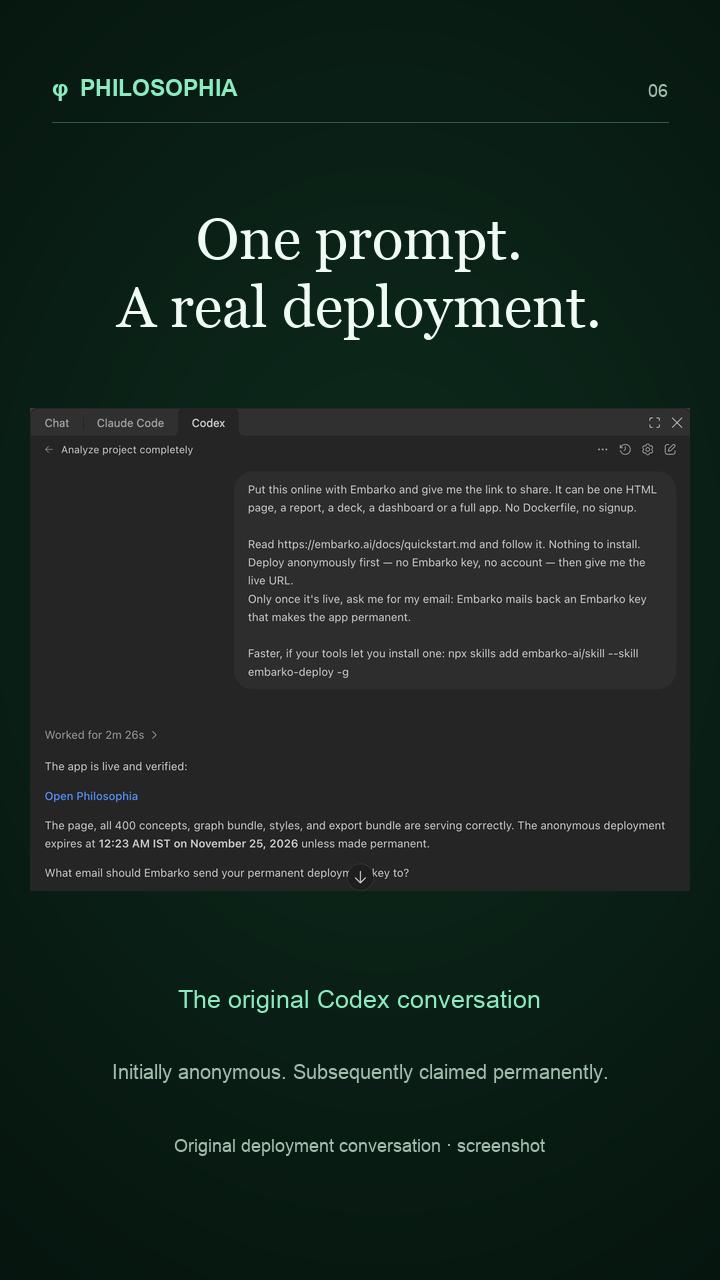 φ PHILOSOPHIA
06
One prompt.
A real deployment.
Chat
Claude Code
Codex
Analyze project completely
Put this online with Embarko and give me the link to share. It can be one HTML
page, a report, a deck, a dashboard or a full app. No Dockerfile, no signup.
Read https://embarko.ai/docs/quickstart.md and follow it. Nothing to install.
Deploy anonymously first — no Embarko key, no account — then give me the
live URL.
Only once it's live, ask me for my email: Embarko mails back an Embarko key
that makes the app permanent.
Faster, if your tools let you install one: npx skills add embarko-ai/skill --skill
embarko-deploy -g
Worked for 2m 26s
The app is live and verified:
Open Philosophia
The page, all 400 concepts, graph bundle, styles, and export bundle are serving correctly. The anonymous deployment
expires at 12:23 AM IST on November 25, 2026 unless made permanent.
What email should Embarko send your permanent deploym key to?
The original Codex conversation
Initially anonymous. Subsequently claimed permanently.
Original deployment conversation · screenshot